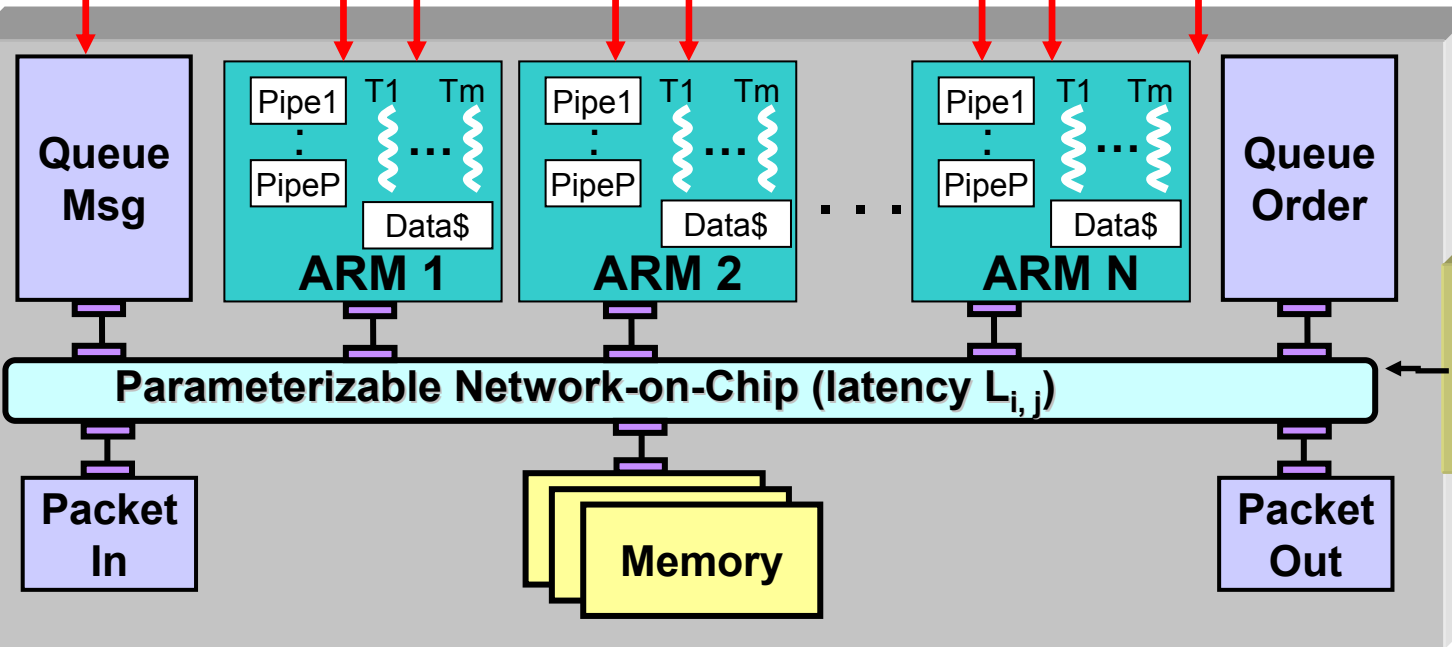 Queue
Msg
Pipe1
T1 Tm
:
...
PipeP
Data$
ARM 1
Pipe1
T1 Tm
:
...
PipeP
Data$
ARM 2
. . .
Pipe1
T1 Tm
:
...
PipeP
Data$
ARM N
Queue
Order
Parameterizable Network-on-Chip (latency L_{i, j})
Packet
In
Memory
Packet
Out